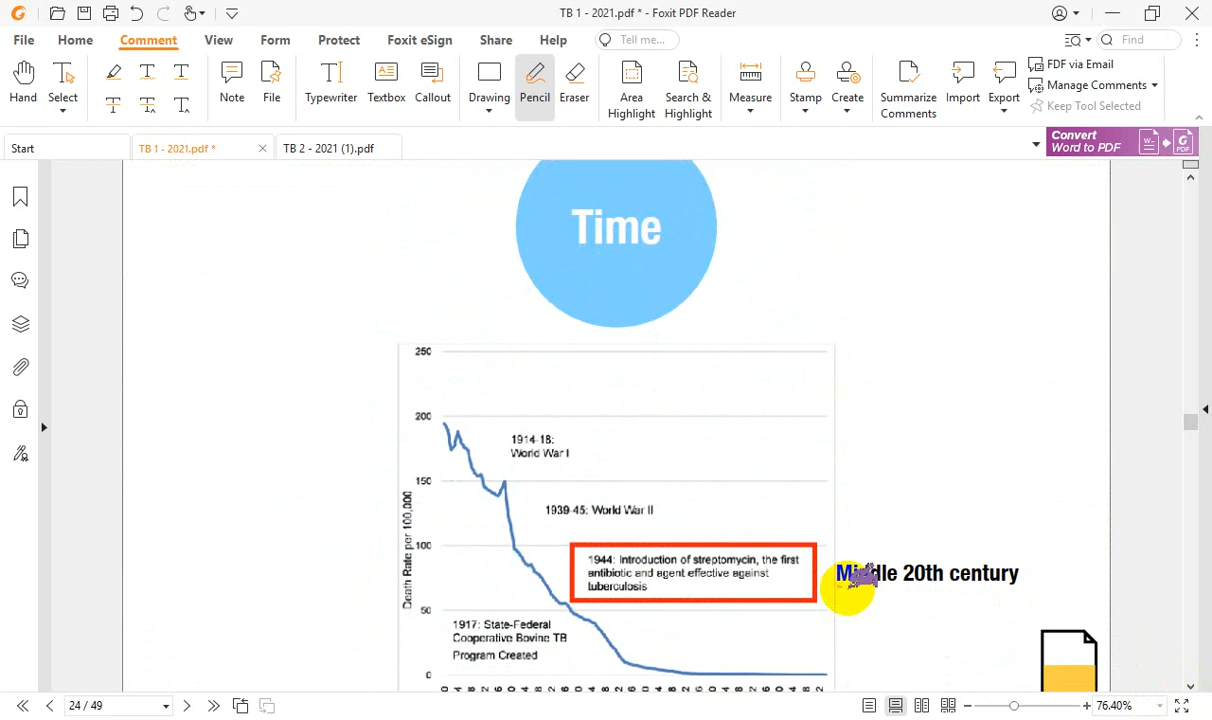 TB 1 - 2021.pdf * - Foxit PDF Reader
File Home Comment View Form Protect Foxit eSign Share Help Tell me... Find
Hand Select Note File Typewriter Textbox Callout Drawing Pencil Eraser Area Highlight Search & Highlight Measure Stamp Create Summarize Comments Import Export
FDF via Email
Manage Comments
Keep Tool Selected
Start TB 1 - 2021.pdf * TB 2 - 2021 (1).pdf
Convert
Word to PDF
Time
250
200
150
100
50
0
Death Rate per 100,000
1914-18:
World War I
1939-45: World War II
1944: Introduction of streptomycin, the first
antibiotic and agent effective against
tuberculosis
1917: State-Federal
Cooperative Bovine TB
Program Created
20th century
24 / 49
76.40%